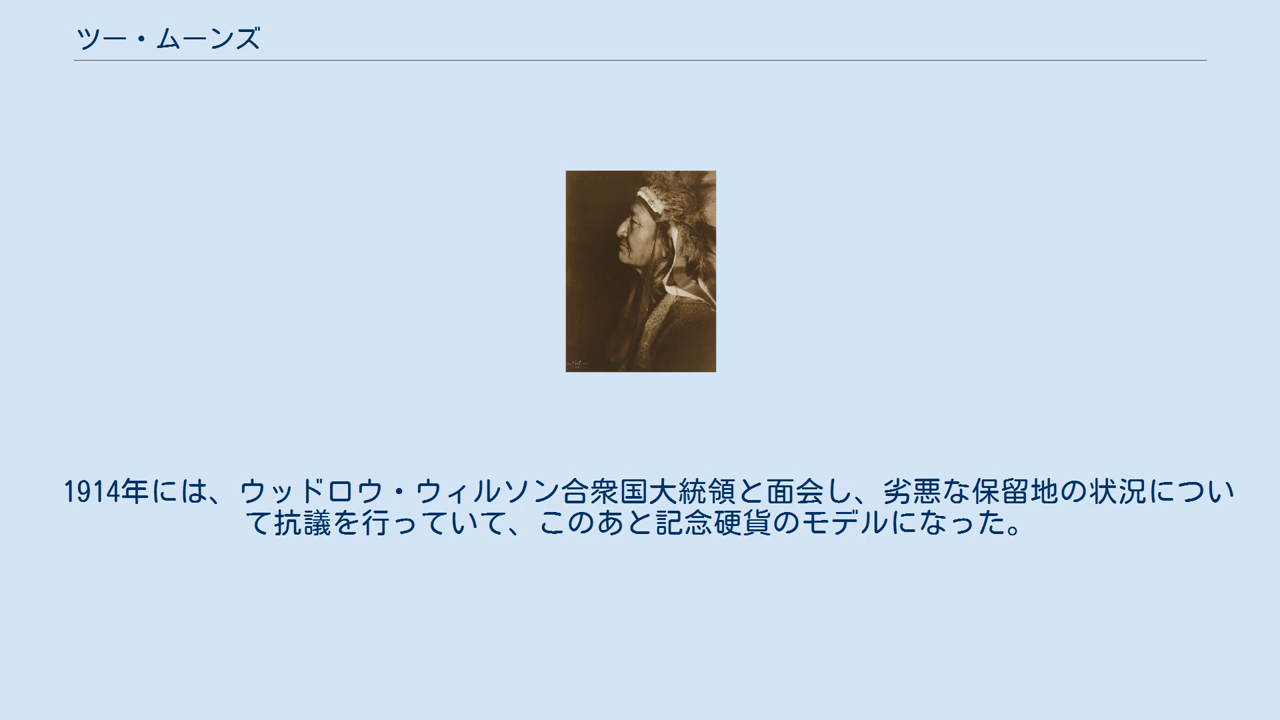 ツー・ムーンズ
1914年には、ウッドロウ・ウィルソン合衆国大統領と面会し、劣悪な保留地の状況につい
て抗議を行っていて、このあと記念硬貨のモデルになった。